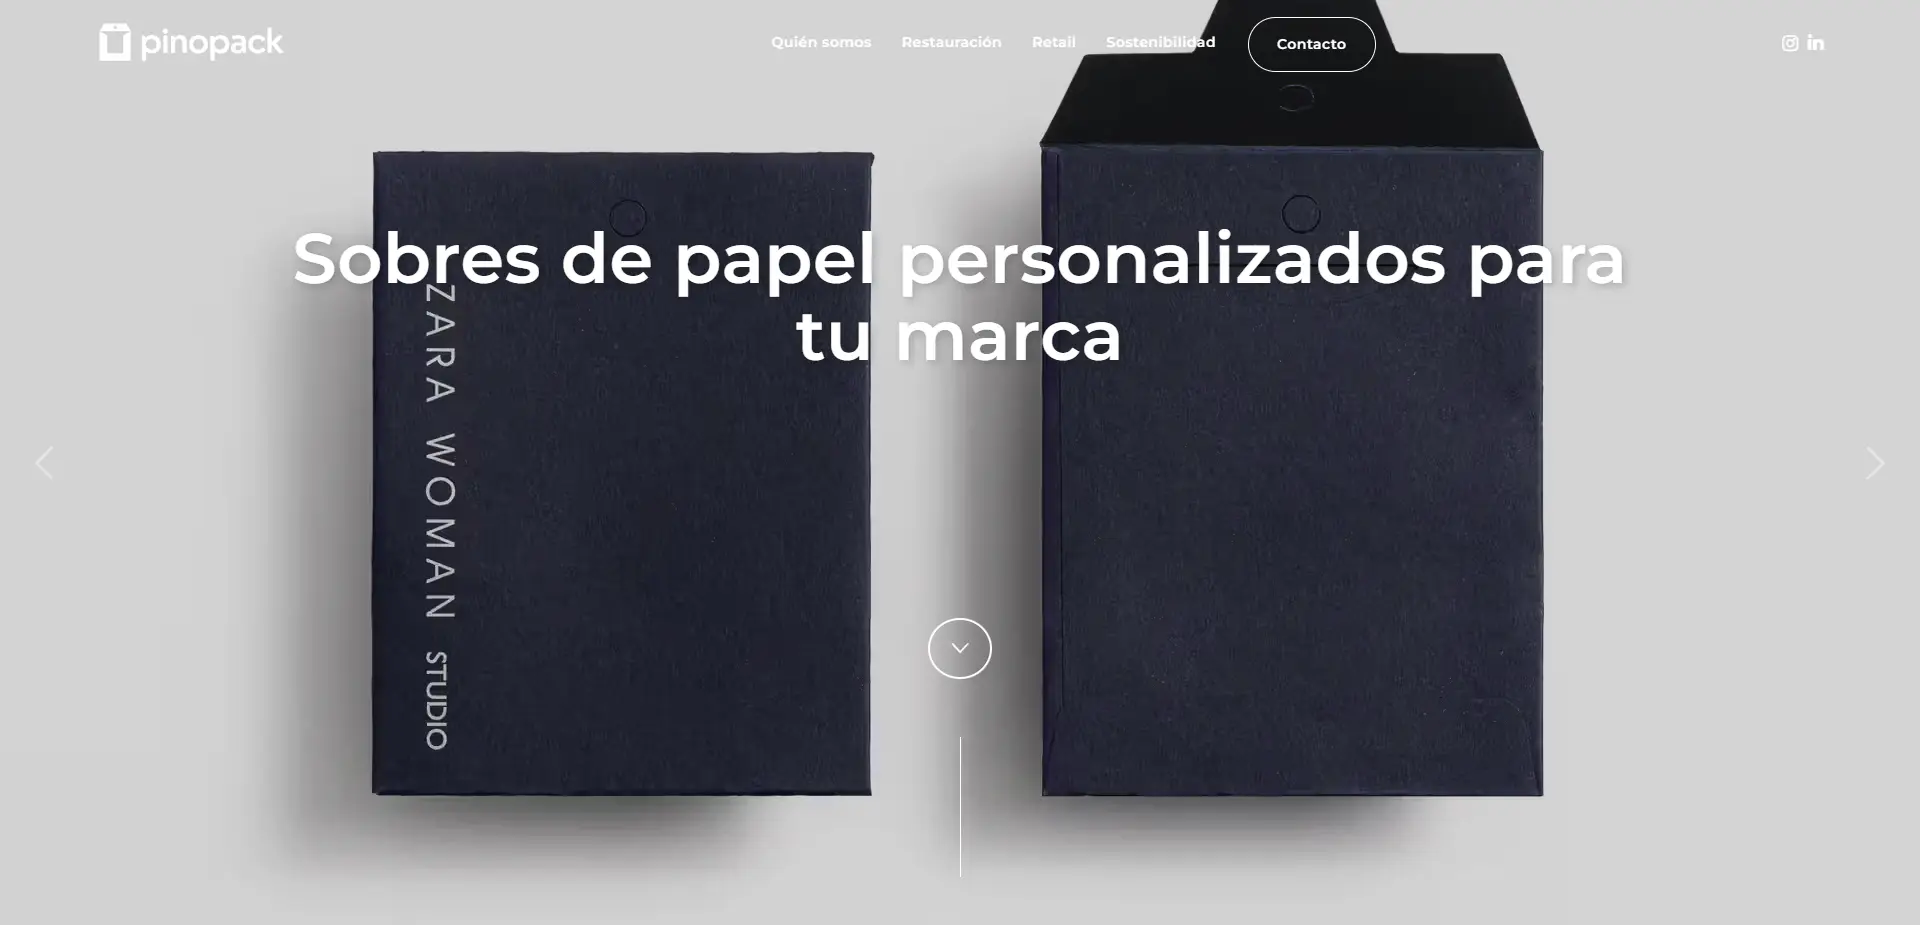 pinopack
Quién somos
Restauración
Retail
Sostenibilidad
Contacto
Sobres de papel personalizados para
tu marca
ZARA WOMAN STUDIO